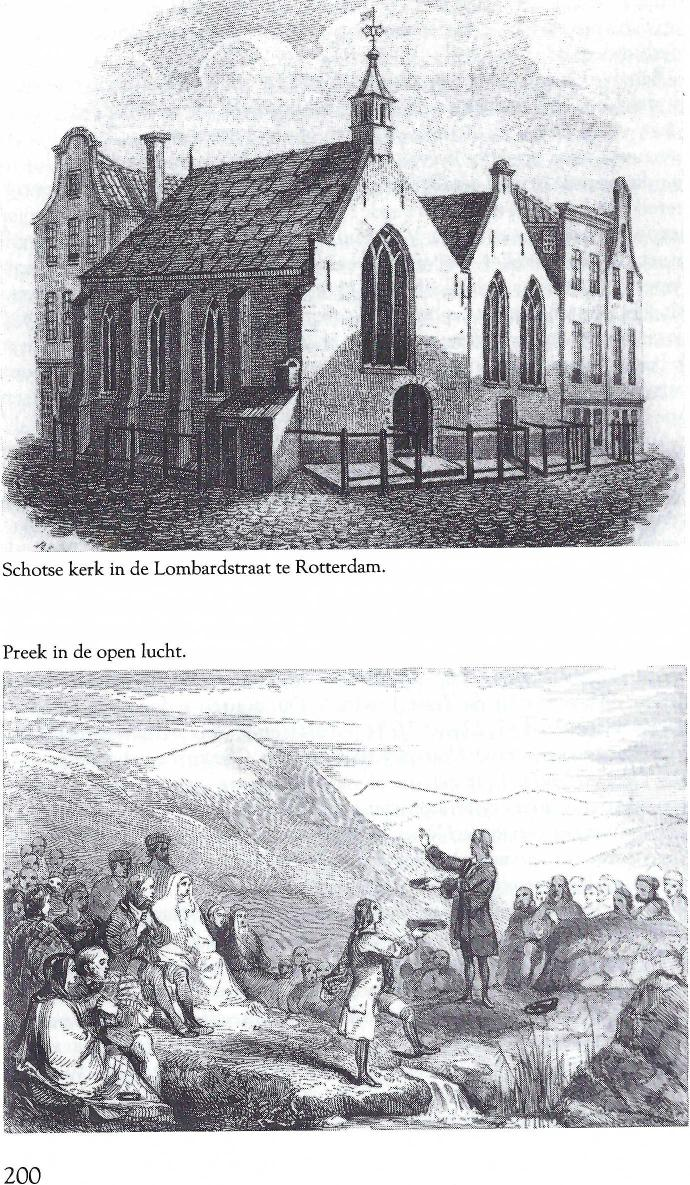 Schotse kerk in de Lombardstraat te Rotterdam.
Preek in de open lucht.
200